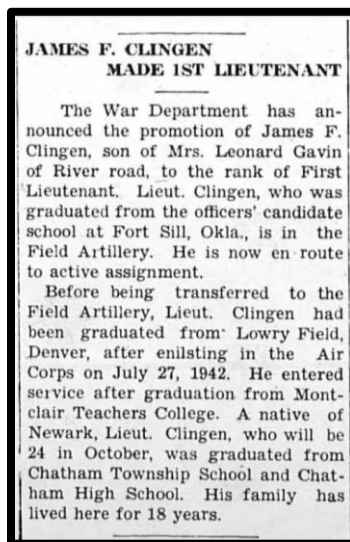 JAMES F. CLINGEN
MADE 1ST LIEUTENANT
The War Department has an-
nounced the promotion of James F.
Clingen, son of Mrs. Leonard Gavin
of River road, to the rank of First
Lieutenant. Lieut. Clingen, who was
graduated from the officers' candidate
school at Fort Sill, Okla., is in the
Field Artillery. He is now en route
to active assignment.
Before being transferred to the
Field Artillery, Lieut. Clingen had
been graduated from Lowry Field,
Denver, after enilsting in the Air
Corps on July 27, 1942. He entered
service after graduation from Mont-
clair Teachers College. A native of
Newark, Lieut. Clingen, who will be
24 in October, was graduated from
Chatham Township School and Chat-
ham High School. His family has
lived here for 18 years.